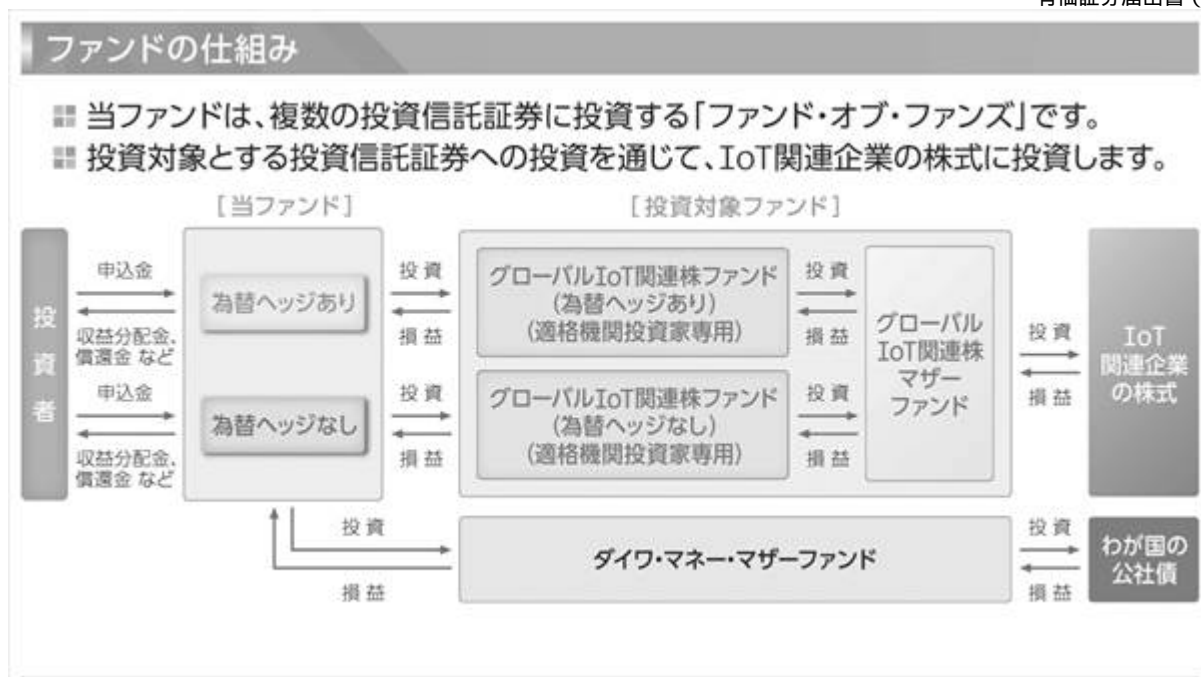 有価証券届出書(
ファンドの仕組み
当ファンドは、複数の投資信託証券に投資する「ファンド・オブ・ファンズ」です。
投資対象とする投資信託証券への投資を通じて、IoT関連企業の株式に投資します。
[当ファンド]
[投資対象ファンド]
投資者
申込金
収益分配金、
償還金 など
申込金
収益分配金、
償還金 など
為替ヘッジあり
為替ヘッジなし
投資
損益
投資
損益
グローバルIoT関連株ファンド
(為替ヘッジあり)
(適格機関投資家専用)
グローバルIoT関連株ファンド
(為替ヘッジなし)
(適格機関投資家専用)
投資
損益
投資
損益
グローバル
IoT関連株
マザー
ファンド
投資
損益
IoT
関連企業
の株式
投資
損益
ダイワ・マネー・マザーファンド
投資
損益
わが国の
公社債